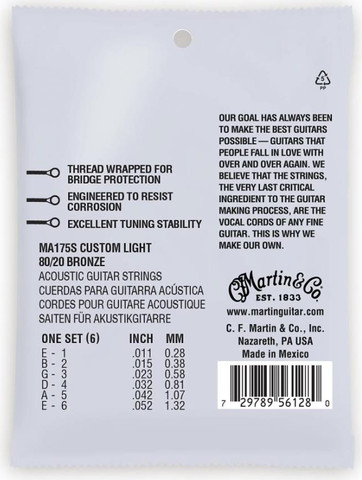 5
PP
OUR GOAL HAS ALWAYS BEEN
TO MAKE THE BEST GUITARS
POSSIBLE — GUITARS THAT
PEOPLE FALL IN LOVE WITH
OVER AND OVER AGAIN. WE
BELIEVE THAT THE STRINGS,
THE VERY LAST CRITICAL
INGREDIENT TO THE GUITAR
MAKING PROCESS, ARE THE
VOCAL CORDS OF ANY FINE
GUITAR. THIS IS WHY WE
MAKE OUR OWN.
THREAD WRAPPED FOR
BRIDGE PROTECTION
ENGINEERED TO RESIST
CORROSION
EXCELLENT TUNING STABILITY
MA175S CUSTOM LIGHT
80/20 BRONZE
ACOUSTIC GUITAR STRINGS
CUERDAS PARA GUITARRA ACÚSTICA
CORDES POUR GUITARE ACOUSTIQUE
SAITEN FÜR AKUSTIKGITARRE
ONE SET (6) INCH MM
E - 1 .011 0.28
B - 2 .015 0.38
G - 3 .023 0.58
D - 4 .032 0.81
A - 5 .042 1.07
E - 6 .052 1.32
Martin & Co.
EST. 1833
www.martinguitar.com
C. F. Martin & Co., Inc.
Nazareth, PA USA
Made in Mexico
7 29789 56128 0